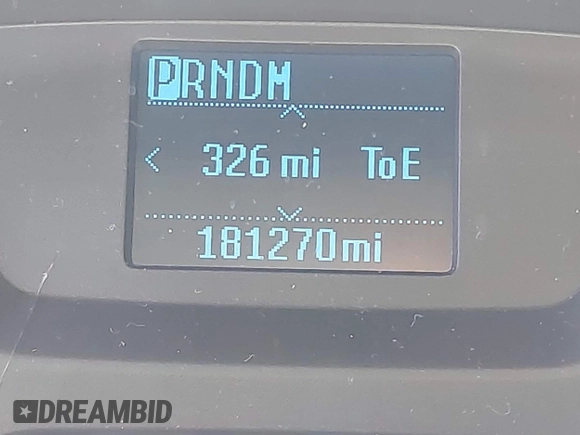 PRNDM
< 326 mi ToE
181270mi
DREAMBID